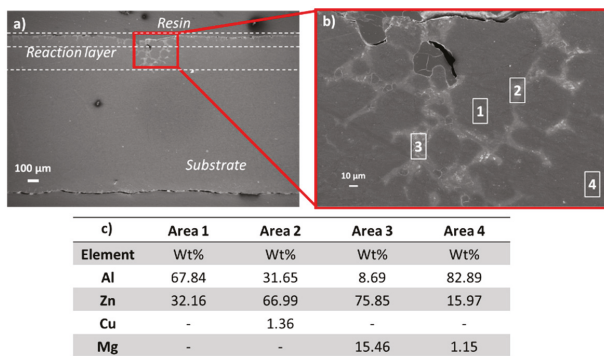 a)
Resin
Reaction layer
Substrate
100 µm
b)
1
2
3
4
10 µm
c) Area 1 Area 2 Area 3 Area 4
Element Wt% Wt% Wt% Wt%
Al 67.84 31.65 8.69 82.89
Zn 32.16 66.99 75.85 15.97
Cu - 1.36 - -
Mg - - 15.46 1.15